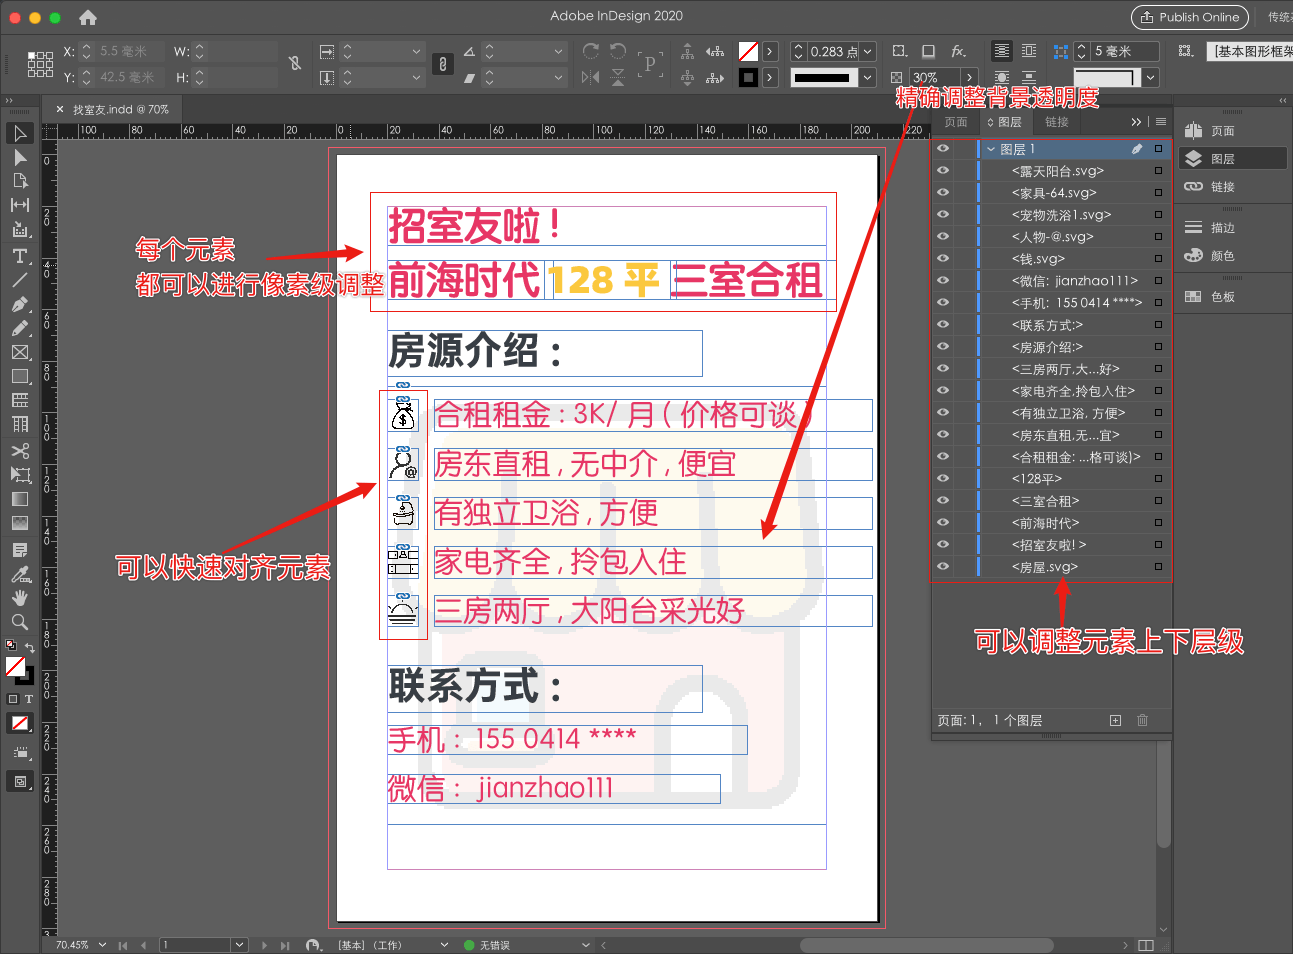 Adobe InDesign 2020
Publish Online
传统基
X: 5.5 毫米
W:
0.283 点
5 毫米
[基本图形框架
Y: 42.5 毫米
H:
30%
精确调整背景透明度
× 找室友.indd @ 70%
100 80 60 40 20 0 20 40 60 80 100 120 140 160 180 200 220
页面
图层
链接
图层 1
<露天阳台.svg>
<家具-64.svg>
<宠物洗浴1.svg>
<人物-@.svg>
<钱.svg>
<微信: jianzhao111>
<手机: 155 0414 ****>
<联系方式:>
<房源介绍:>
<三房两厅,大...好>
<家电齐全,拎包入住>
<有独立卫浴, 方便>
<房东直租,无...宜>
<合租租金: ...格可谈)>
<128平>
<三室合租>
<前海时代>
<招室友啦! >
<房屋.svg>
可以调整元素上下层级
页面: 1, 1 个图层
页面
图层
链接
描边
颜色
色板
每个元素
都可以进行像素级调整
可以快速对齐元素
招室友啦！
前海时代 128 平 三室合租
房源介绍：
合租租金：3K/ 月（价格可谈）
房东直租，无中介，便宜
有独立卫浴，方便
家电齐全，拎包入住
三房两厅，大阳台采光好
联系方式：
手机： 155 0414 ****
微信： jianzhao111
70.45%
1
[基本] (工作)
无错误